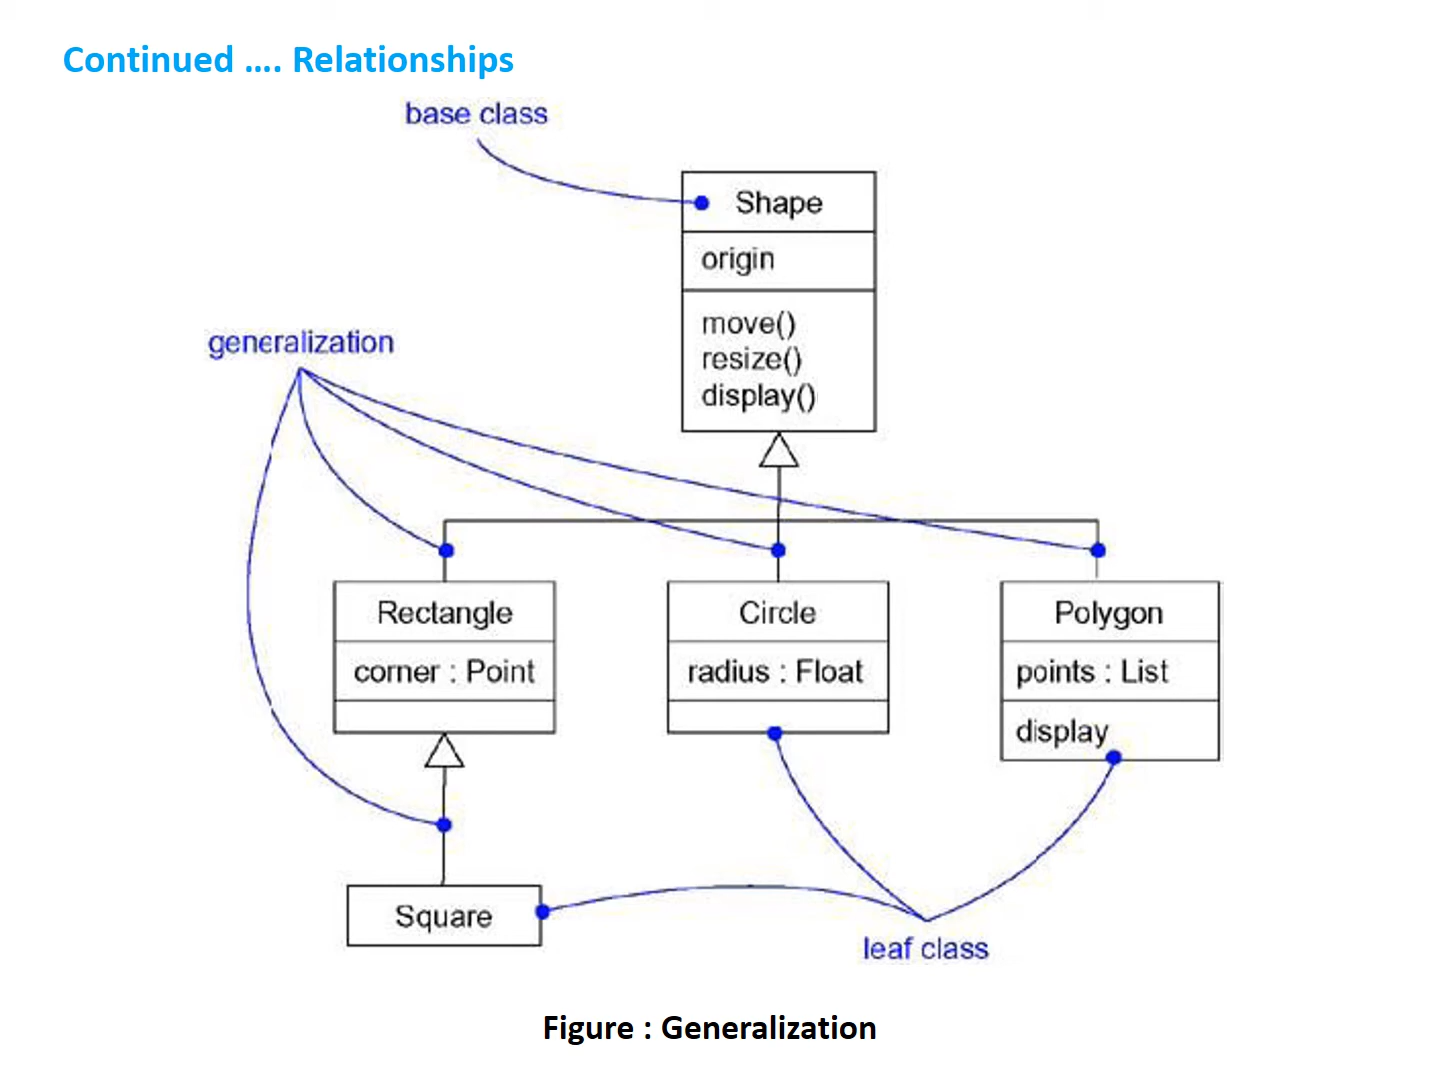 Continued .... Relationships
base class
Shape
origin
generalization
move()
resize()
display()
Rectangle
Circle
Polygon
corner : Point
radius : Float
points : List
display
Square
leaf class
Figure : Generalization